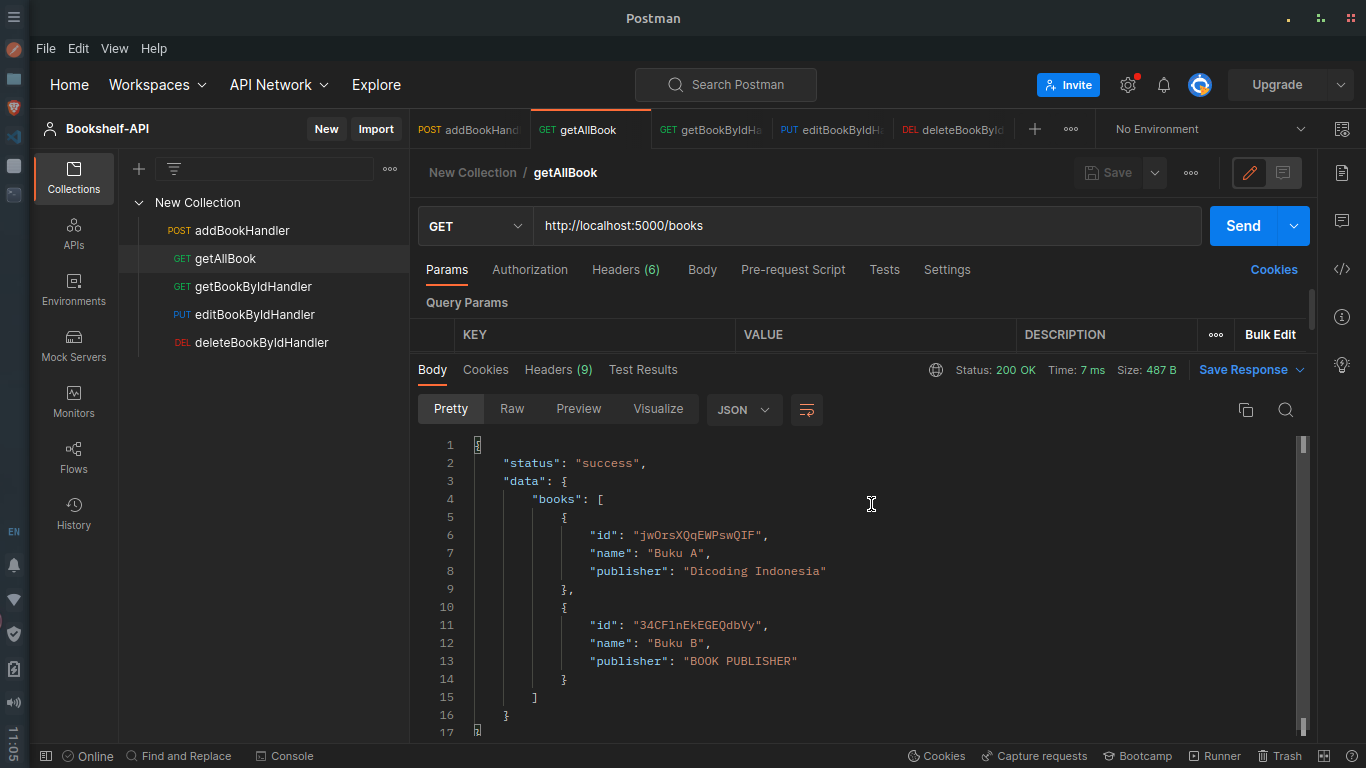 Postman
File Edit View Help
Home Workspaces API Network Explore Search Postman Invite Upgrade
Bookshelf-API New Import
POST addBookHand GET getAllBook GET getBookByIdHa PUT editBookByIdHa DEL deleteBookById No Environment
Collections
APIs
Environments
Mock Servers
Monitors
Flows
History
New Collection
POST addBookHandler
GET getAllBook
GET getBookByIdHandler
PUT editBookByIdHandler
DEL deleteBookByIdHandler
New Collection / getAllBook Save
GET http://localhost:5000/books Send
Params Authorization Headers (6) Body Pre-request Script Tests Settings Cookies
Query Params
KEY VALUE DESCRIPTION Bulk Edit
Body Cookies Headers (9) Test Results Status: 200 OK Time: 7 ms Size: 487 B Save Response
Pretty Raw Preview Visualize JSON
1 {
2 "status": "success",
3 "data": {
4 "books": [
5 {
6 "id": "jwOrsXQqEWPswQIF",
7 "name": "Buku A",
8 "publisher": "Dicoding Indonesia"
9 },
10 {
11 "id": "34CFlnEkEGEQdbVy",
12 "name": "Buku B",
13 "publisher": "BOOK PUBLISHER"
14 }
15 ]
16 }
17 }
EN
11:05
Online Find and Replace Console Cookies Capture requests Bootcamp Runner Trash